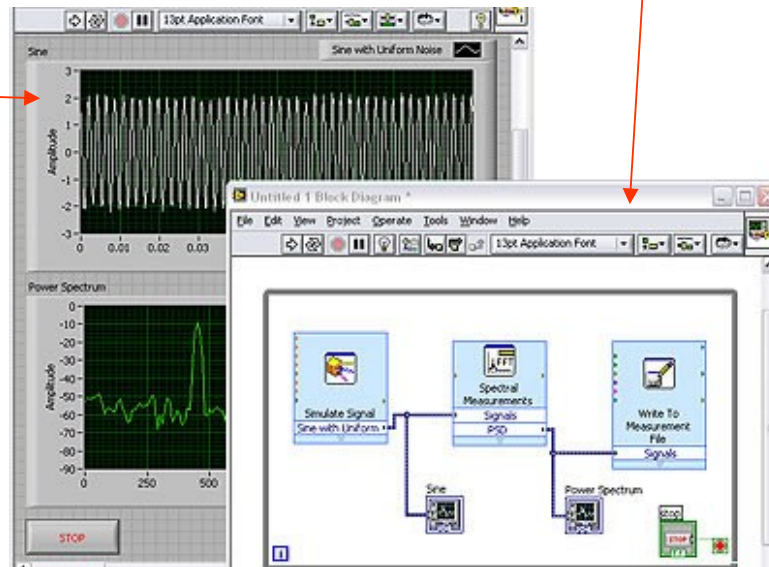 13pt Application Font
Sine
Sine with Uniform Noise
3
2
1
0
-1
-2
-3
Amplitude
0 0.01 0.02 0.03
Power Spectrum
0
-10
-20
-30
-40
-50
-60
-70
-80
-90
Amplitude
0 250 500
STOP
Untitled 1 Block Diagram *
File Edit View Project Operate Tools Window Help
13pt Application Font
Simulate Signal
Sine with Uniform
Spectral
Measurements
Signals
PSD
Write To
Measurement
File
Signals
Sine
Power Spectrum
stop
STOP
i